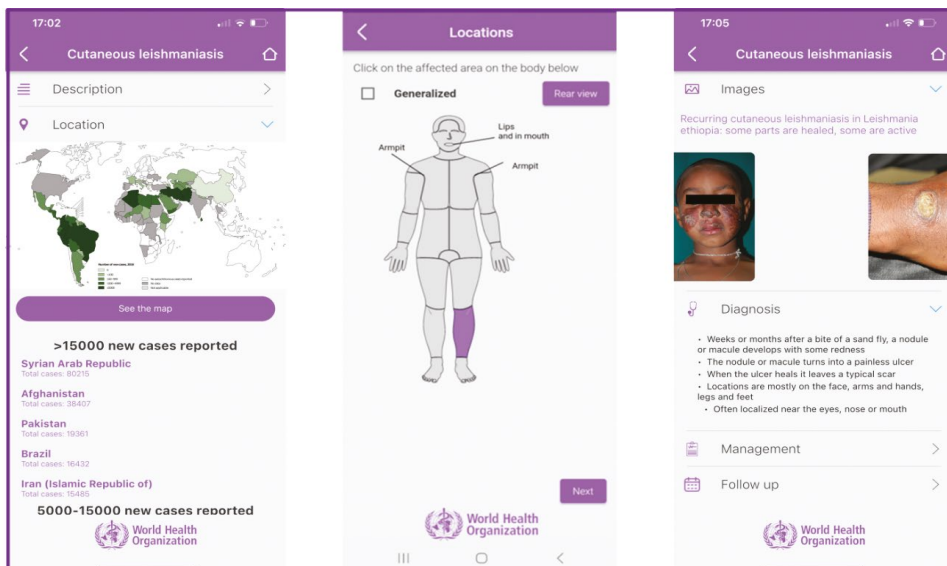 17:02
Cutaneous leishmaniasis
Description
Location
See the map
>15000 new cases reported
Syrian Arab Republic
Total cases: 80215
Afghanistan
Total cases: 38407
Pakistan
Total cases: 19361
Brazil
Total cases: 16432
Iran (Islamic Republic of)
Total cases: 15485
5000-15000 new cases reported
World Health
Organization
Locations
Click on the affected area on the body below
Generalized
Rear view
Lips
and in mouth
Armpit
Armpit
Next
World Health
Organization
17:05
Cutaneous leishmaniasis
Images
Recurring cutaneous leishmaniasis in Leishmania
ethiopia: some parts are healed, some are active
Diagnosis
• Weeks or months after a bite of a sand fly, a nodule
or macule develops with some redness
• The nodule or macule turns into a painless ulcer
• When the ulcer heals it leaves a typical scar
• Locations are mostly on the face, arms and hands,
legs and feet
• Often localized near the eyes, nose or mouth
Management
Follow up
World Health
Organization